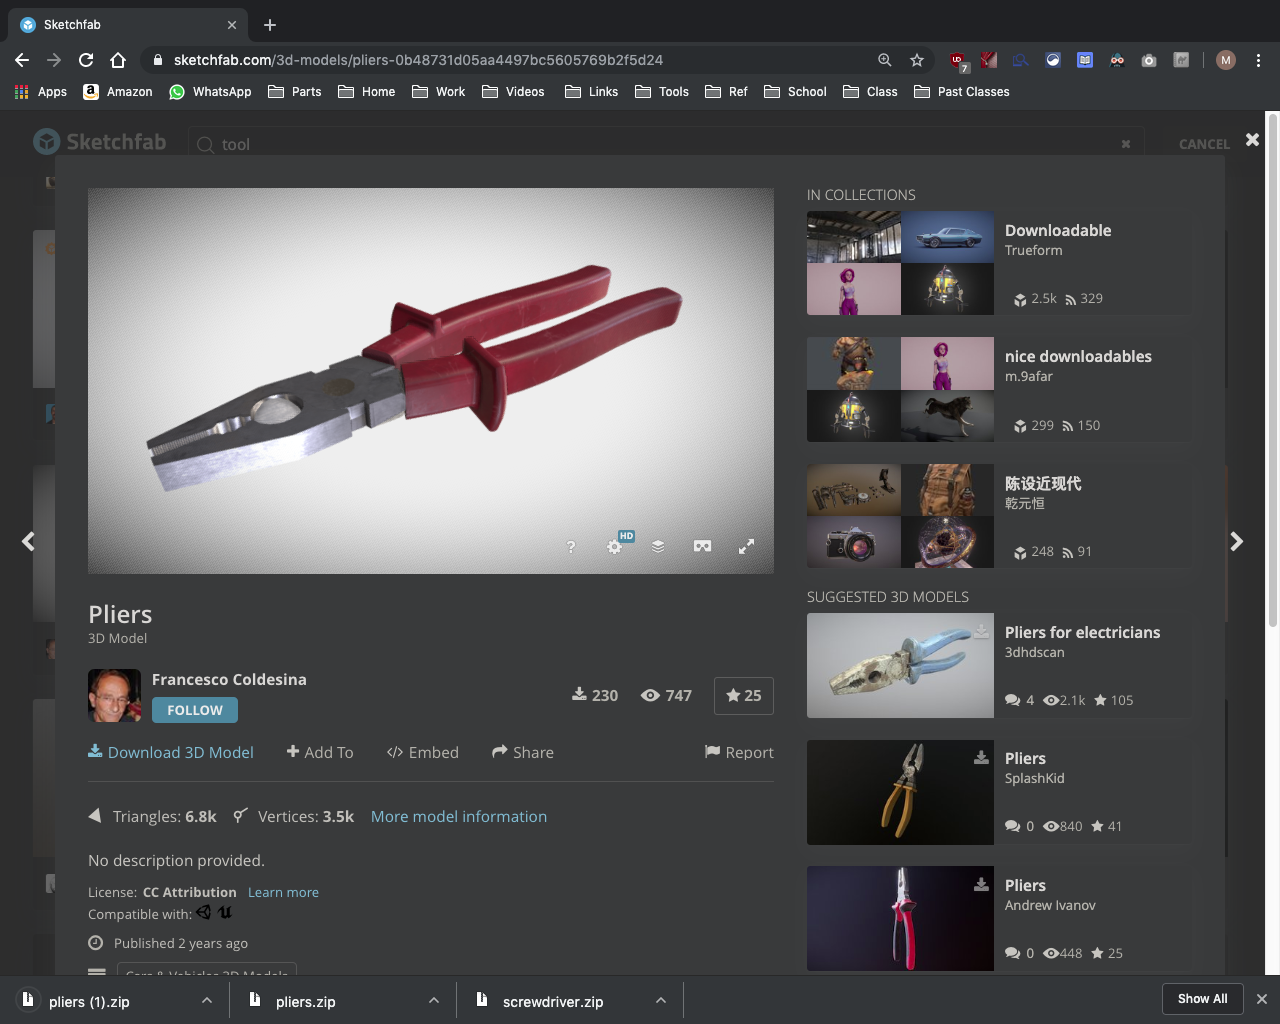 Sketchfab
sketchfab.com/3d-models/pliers-0b48731d05aa4497bc5605769b2f5d24
7
M
Apps
Amazon
WhatsApp
Parts
Home
Work
Videos
Links
Tools
Ref
School
Class
Past Classes
Sketchfab
tool
CANCEL
HD
?
Pliers
3D Model
Francesco Coldesina
FOLLOW
230
747
25
Download 3D Model
Add To
Embed
Share
Report
Triangles: 6.8k
Vertices: 3.5k
More model information
No description provided.
License: CC Attribution
Learn more
Compatible with:
Published 2 years ago
Cars & Vehicles 3D Models
IN COLLECTIONS
Downloadable
Trueform
2.5k
329
nice downloadables
m.9afar
299
150
陈设近现代
乾元恒
248
91
SUGGESTED 3D MODELS
Pliers for electricians
3dhdscan
4
2.1k
105
Pliers
SplashKid
0
840
41
Pliers
Andrew Ivanov
0
448
25
pliers (1).zip
pliers.zip
screwdriver.zip
Show All